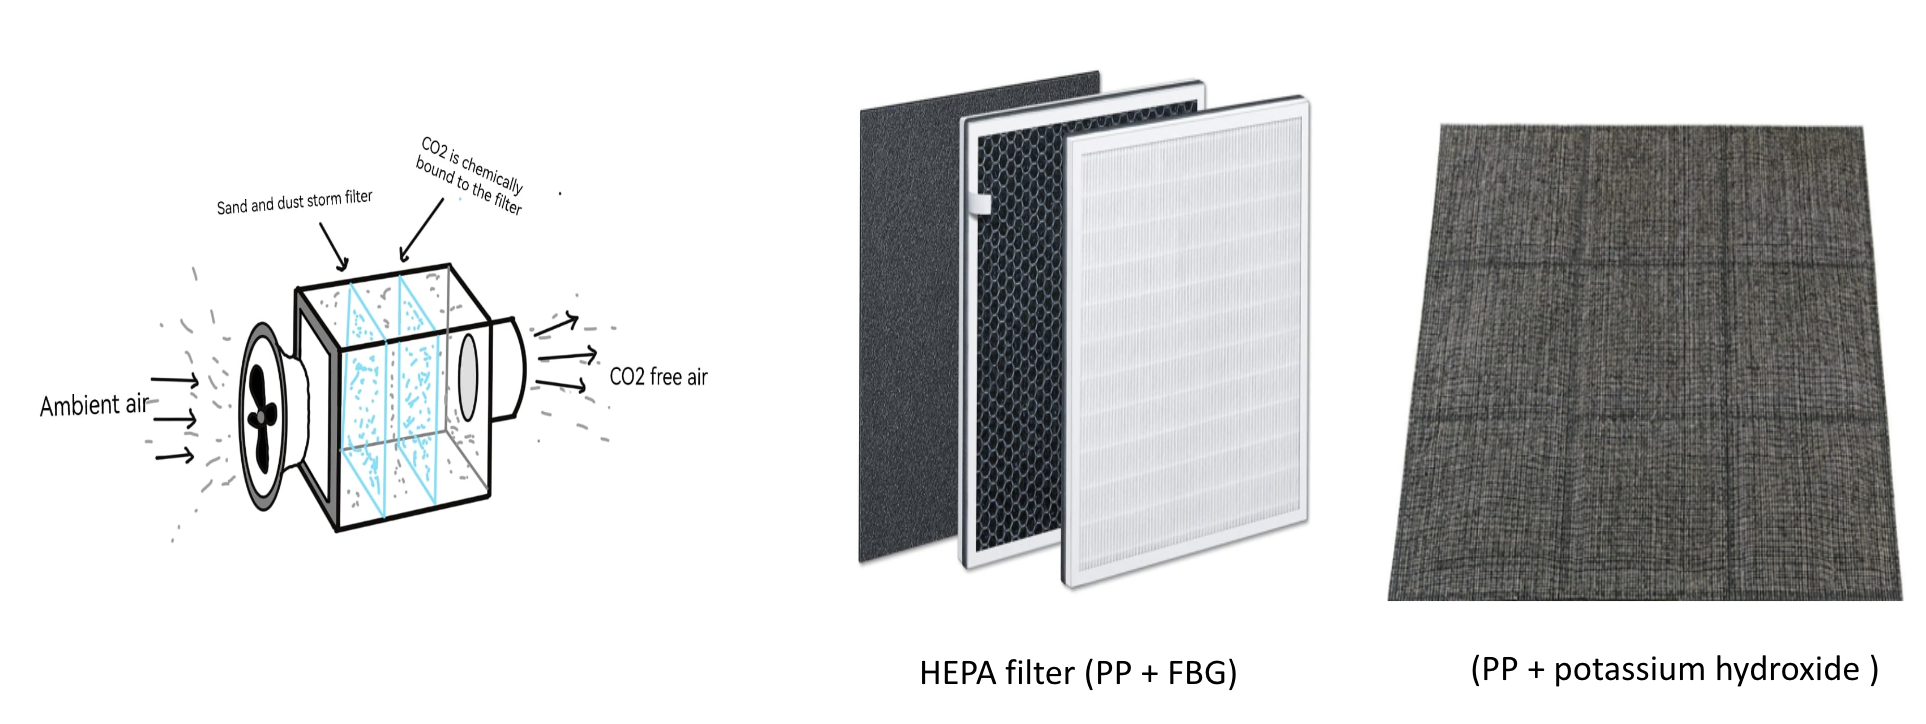 CO2 is chemically
bound to the filter
Sand and dust storm filter
Ambient air
CO2 free air
HEPA filter (PP + FBG)
(PP + potassium hydroxide )